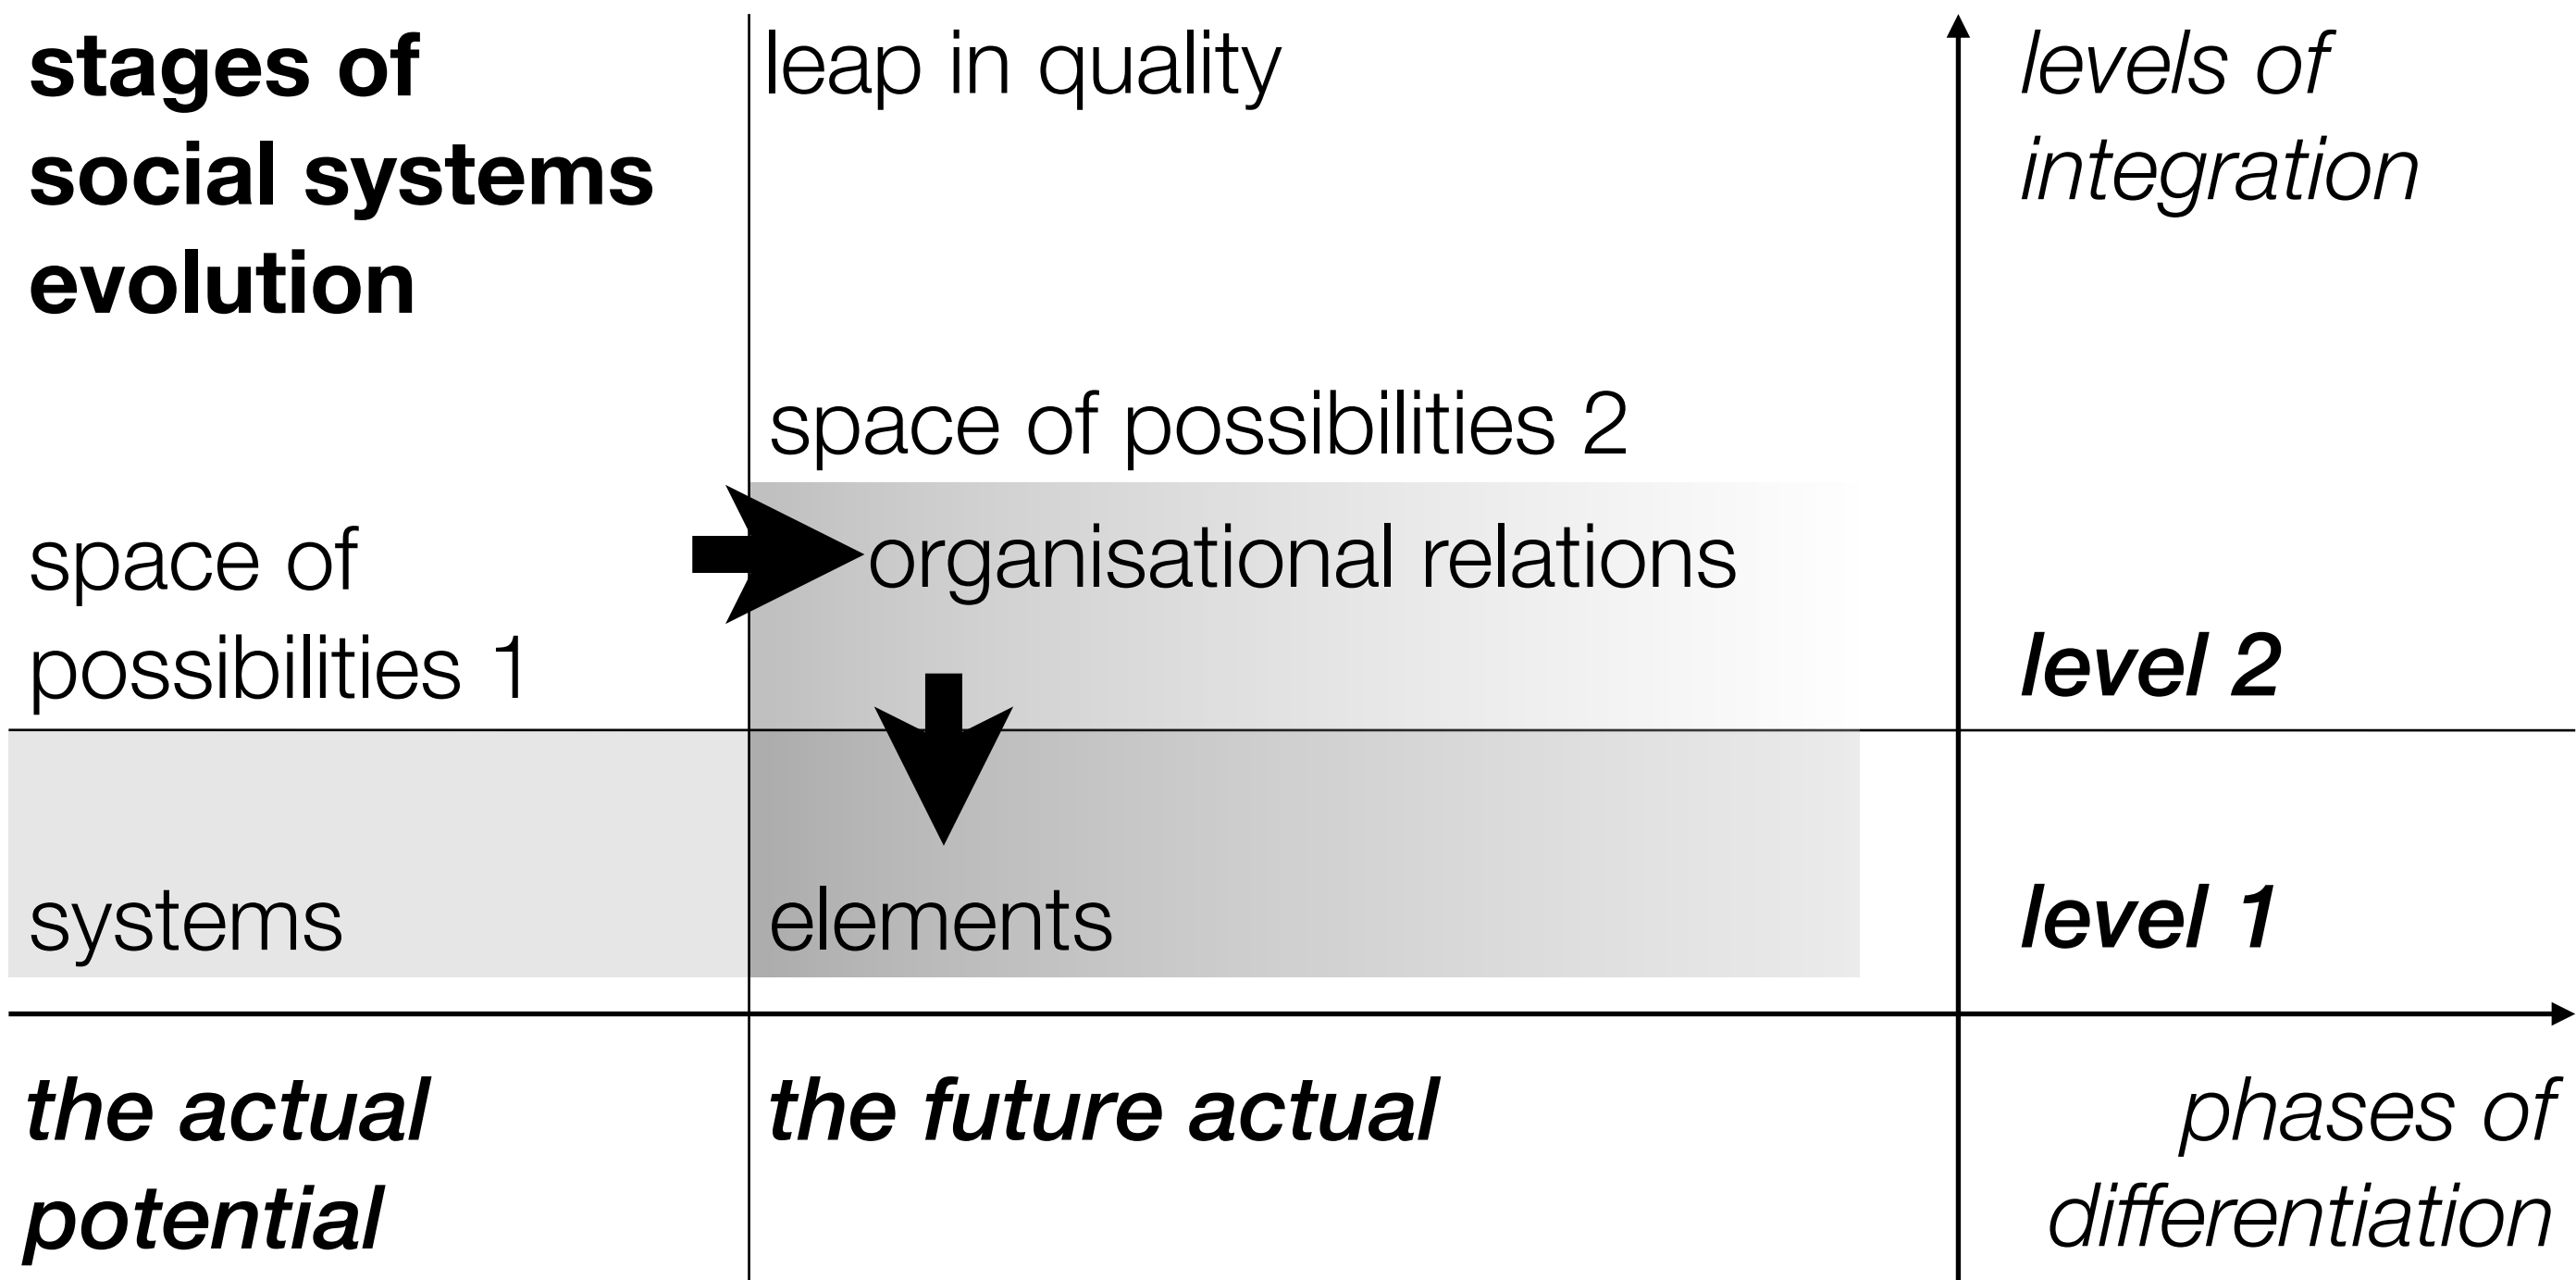 stages of
social systems
evolution
leap in quality
levels of
integration
space of possibilities 2
space of
possibilities 1
organisational relations
level 2
systems
elements
level 1
the actual
potential
the future actual
phases of
differentiation